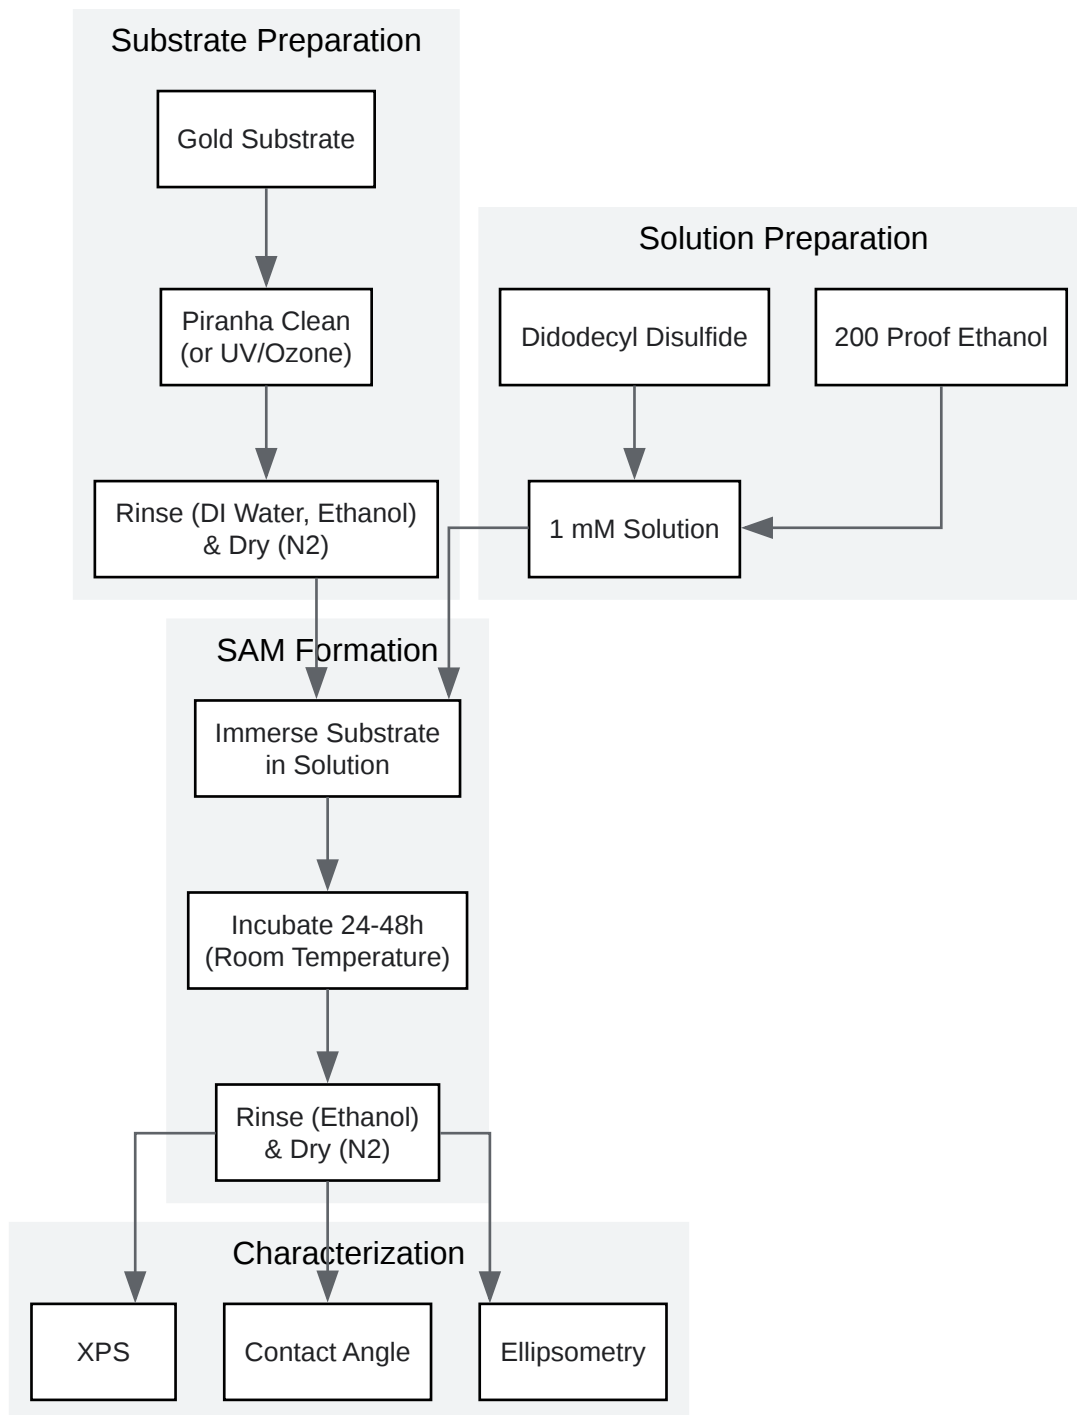 Substrate Preparation
Gold Substrate
Piranha Clean
(or UV/Ozone)
Rinse (DI Water, Ethanol)
& Dry (N2)
Solution Preparation
Didodecyl Disulfide
200 Proof Ethanol
1 mM Solution
SAM Formation
Immerse Substrate
in Solution
Incubate 24-48h
(Room Temperature)
Rinse (Ethanol)
& Dry (N2)
Characterization
XPS
Contact Angle
Ellipsometry